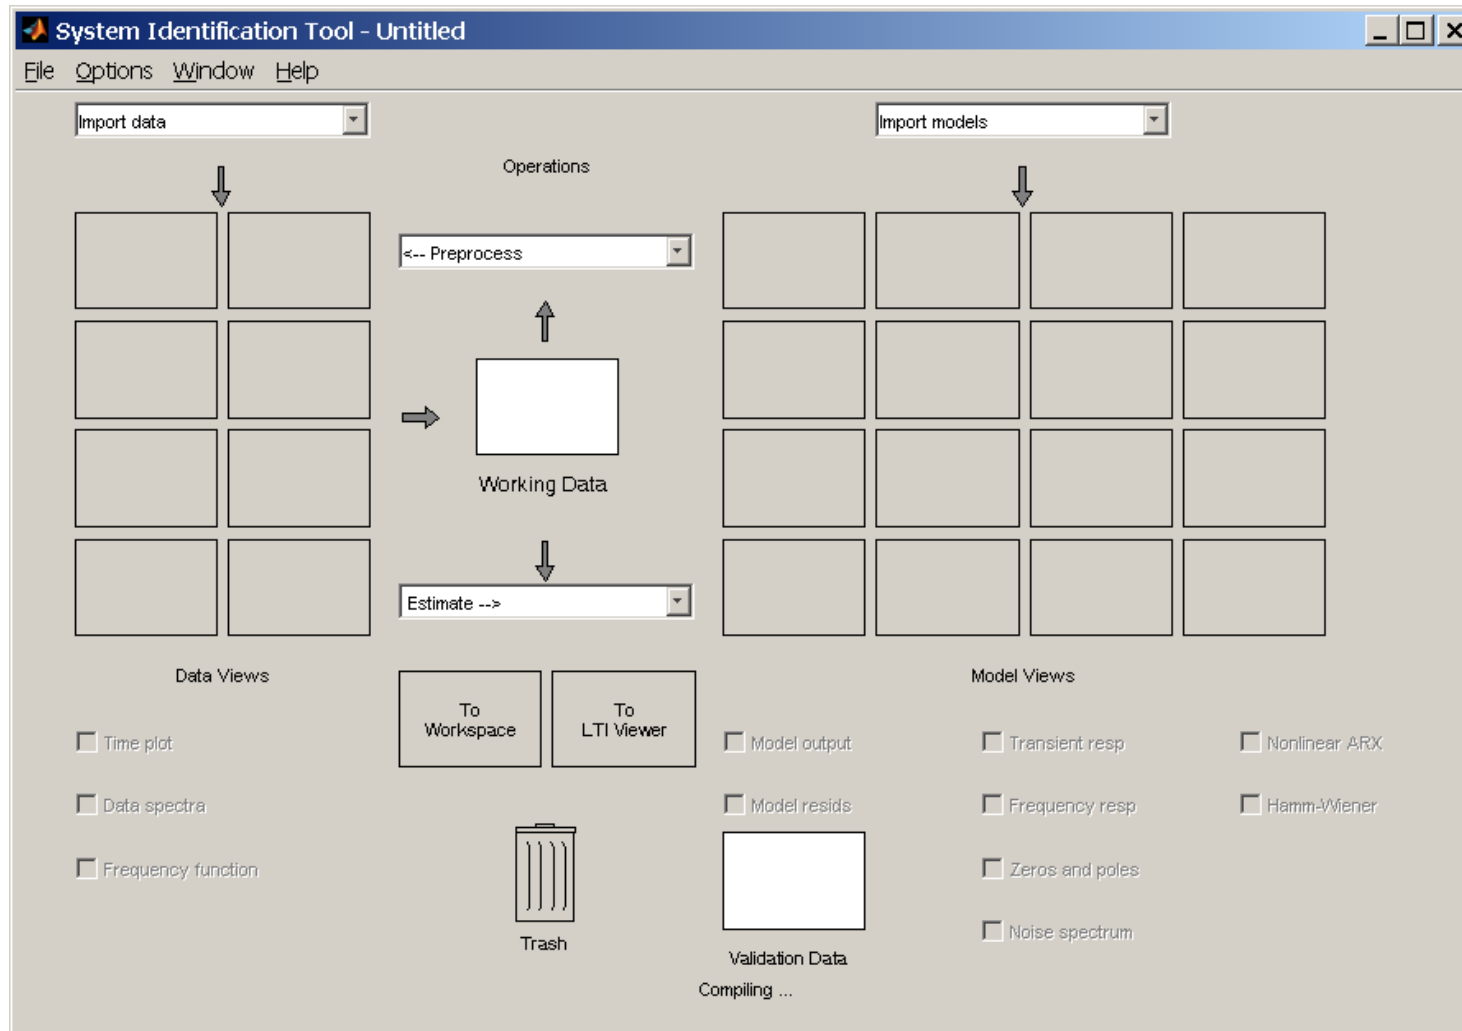 System Identification Tool - Untitled
File Options Window Help
Import data
Import models
Operations
<-- Preprocess
Working Data
Estimate -->
Data Views
Model Views
To
Workspace
To
LTI Viewer
Time plot
Data spectra
Frequency function
Model output
Model resids
Transient resp
Frequency resp
Zeros and poles
Noise spectrum
Nonlinear ARX
Hamm-Wiener
Trash
Validation Data
Compiling ...